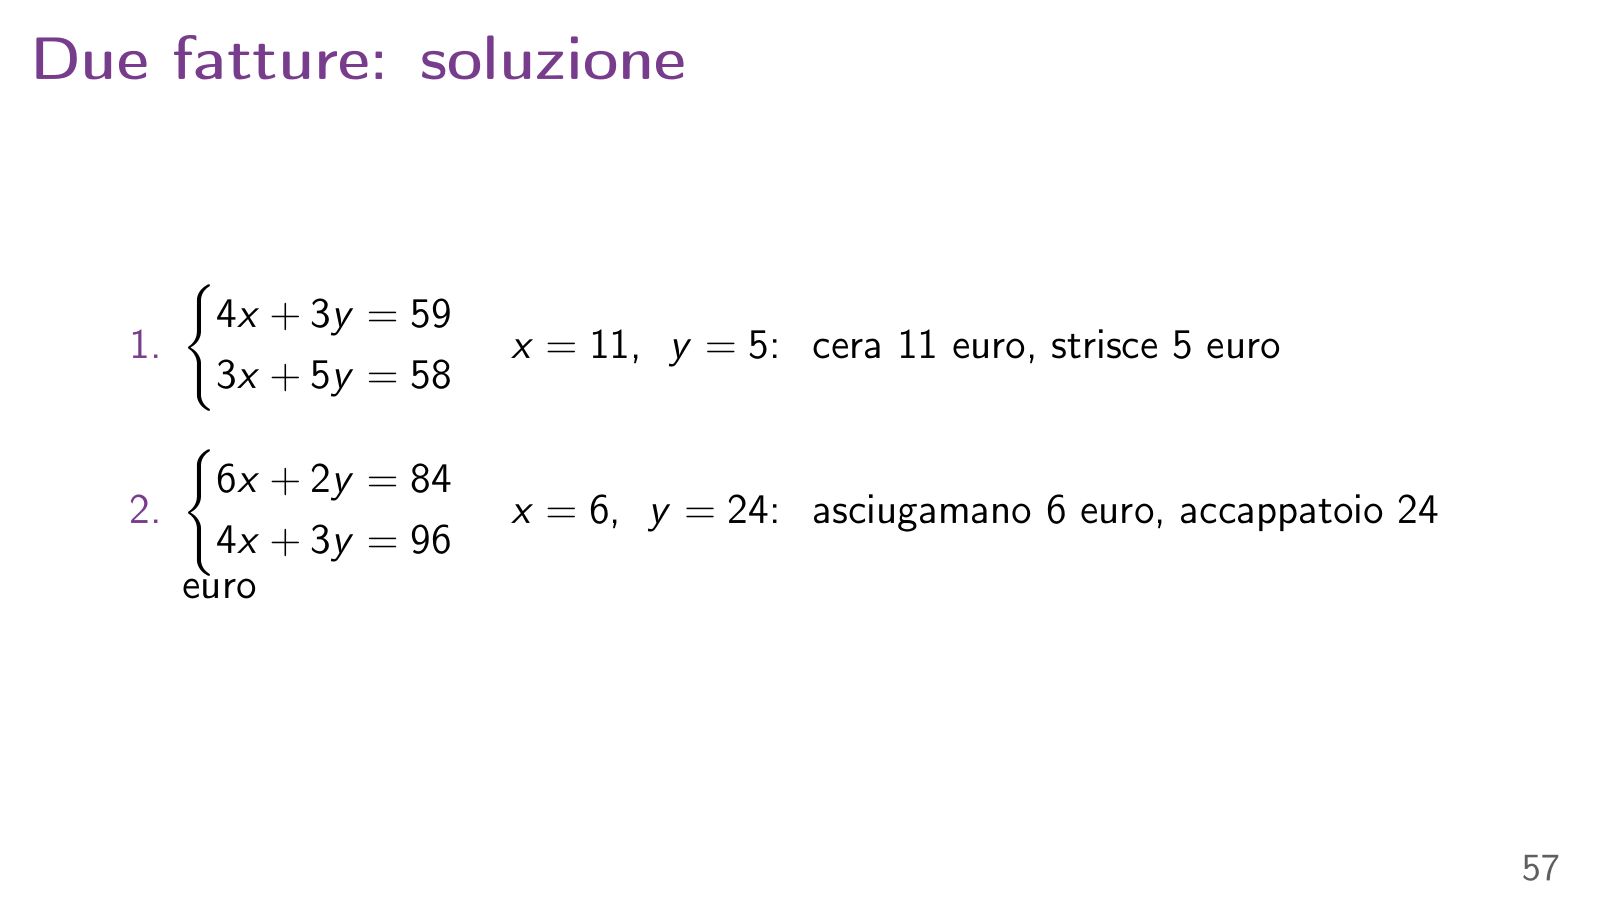 Due fatture: soluzione
1. { 4x + 3y = 59
3x + 5y = 58
x = 11, y = 5: cera 11 euro, strisce 5 euro
2. { 6x + 2y = 84
4x + 3y = 96
x = 6, y = 24: asciugamano 6 euro, accappatoio 24
euro
57